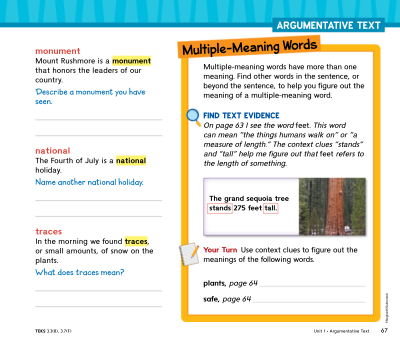 ARGUMENTATIVE TEXT
monument
Mount Rushmore is a monument
that honors the leaders of our
country.
Describe a monument you have
seen.
national
The Fourth of July is a national
holiday.
Name another national holiday.
traces
In the morning we found traces,
or small amounts, of snow on the
plants.
What does traces mean?
Multiple-Meaning Words
Multiple-meaning words have more than one
meaning. Find other words in the sentence, or
beyond the sentence, to help you figure out the
meaning of a multiple-meaning word.
FIND TEXT EVIDENCE
On page 63 I see the word feet. This word
can mean “the things humans walk on” or “a
measure of length.” The context clues “stands”
and “tall” help me figure out that feet refers to
the length of something.
The grand sequoia tree
stands 275 feet tall.
Your Turn Use context clues to figure out the
meanings of the following words.
plants, page 64
safe, page 64
TEKS 3.3(B), 3.7(F)
Unit 1 • Argumentative Text 67